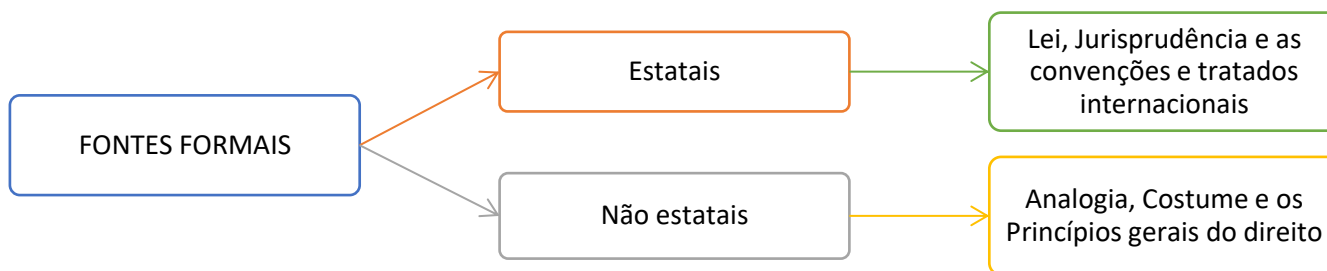 FONTES FORMAIS
Estatais
Lei, Jurisprudência e as
convenções e tratados
internacionais
Não estatais
Analogia, Costume e os
Princípios gerais do direito